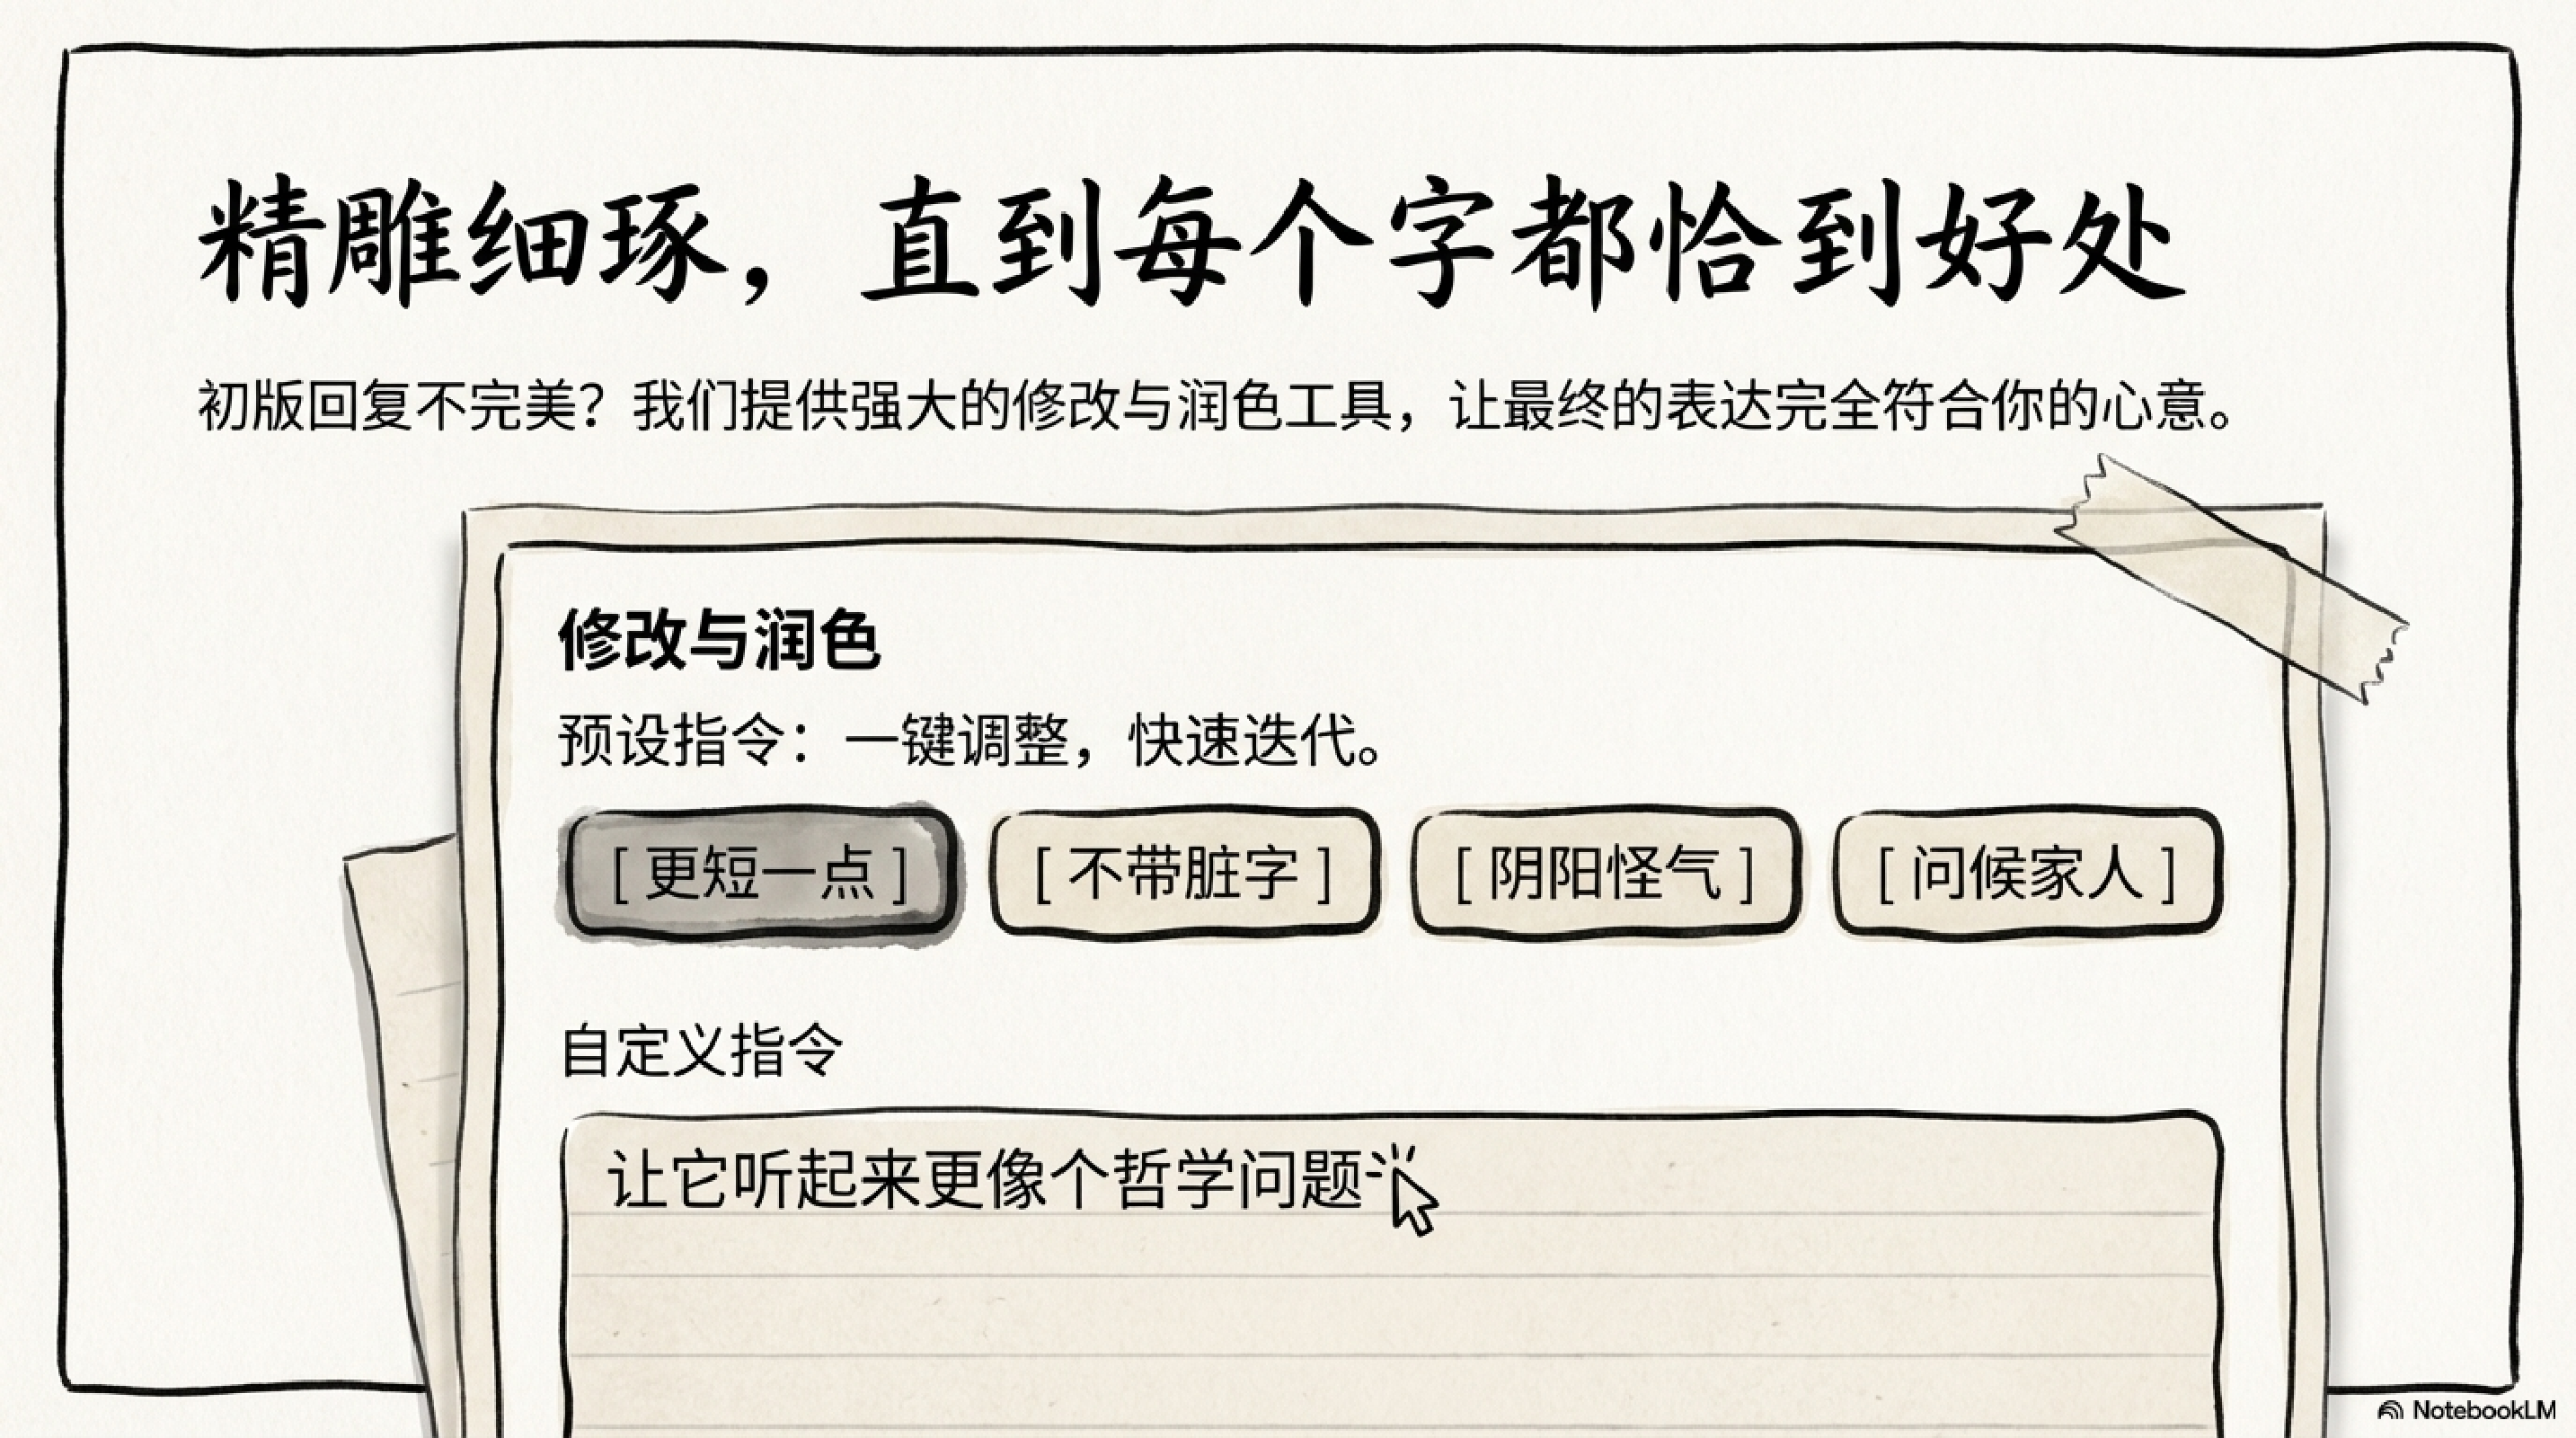 精雕细琢，直到每个字都恰到好处
初版回复不完美？我们提供强大的修改与润色工具，让最终的表达完全符合你的心意。
修改与润色
预设指令：一键调整，快速迭代。
[ 更短一点 ] [ 不带脏字 ] [ 阴阳怪气 ] [ 问候家人 ]
自定义指令
让它听起来更像个哲学问题
NotebookLM